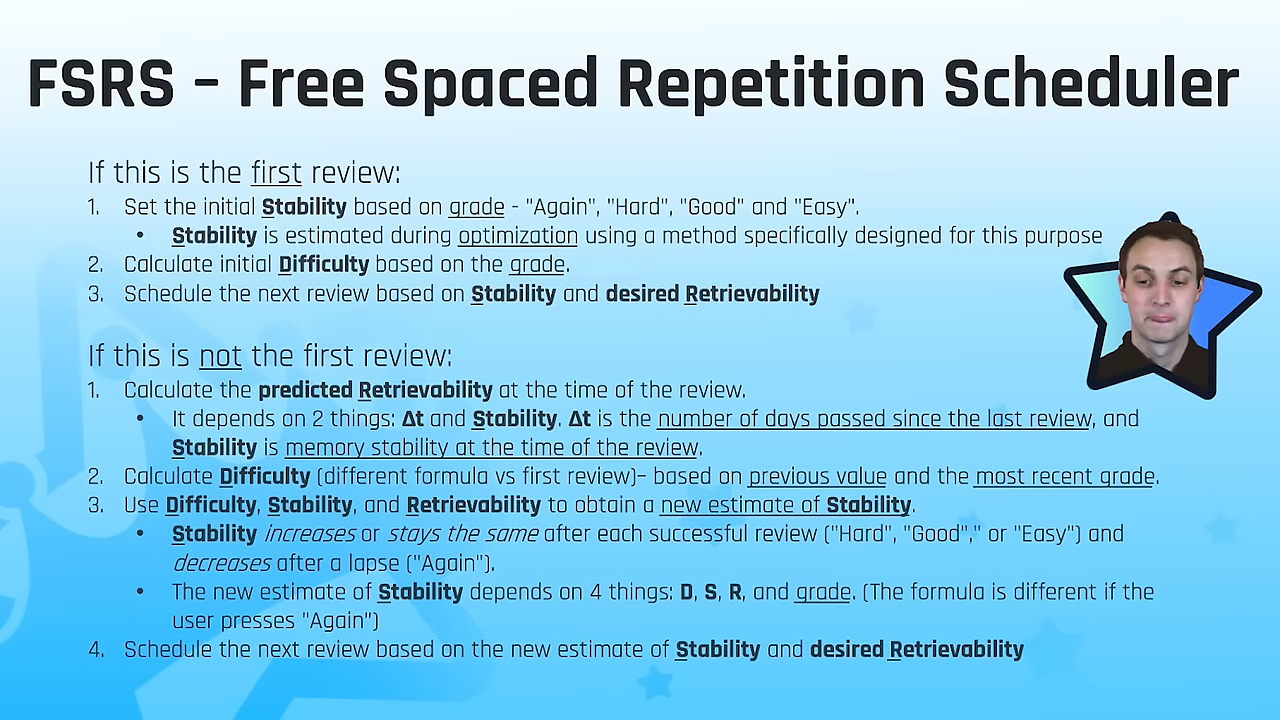 FSRS – Free Spaced Repetition Scheduler
If this is the first review:
1. Set the initial Stability based on grade - "Again", "Hard", "Good" and "Easy".
• Stability is estimated during optimization using a method specifically designed for this purpose
2. Calculate initial Difficulty based on the grade.
3. Schedule the next review based on Stability and desired Retrievability
If this is not the first review:
1. Calculate the predicted Retrievability at the time of the review.
• It depends on 2 things: Δt and Stability. Δt is the number of days passed since the last review, and
Stability is memory stability at the time of the review.
2. Calculate Difficulty (different formula vs first review)– based on previous value and the most recent grade.
3. Use Difficulty, Stability, and Retrievability to obtain a new estimate of Stability.
• Stability increases or stays the same after each successful review ("Hard", "Good"," or "Easy") and
decreases after a lapse ("Again").
• The new estimate of Stability depends on 4 things: D, S, R, and grade. (The formula is different if the
user presses "Again")
4. Schedule the next review based on the new estimate of Stability and desired Retrievability